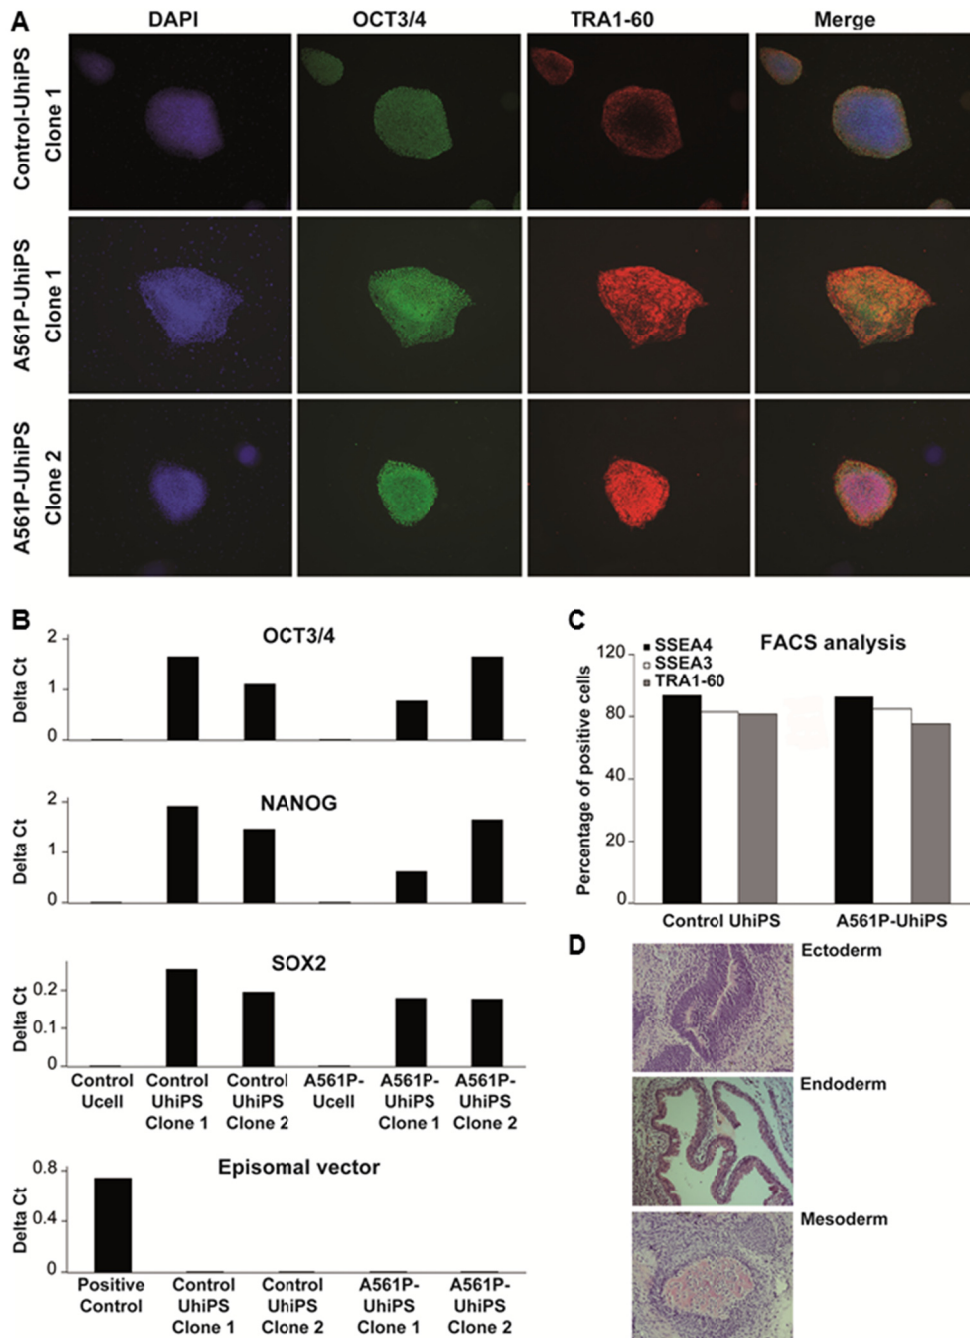 A
DAPI
OCT3/4
TRA1-60
Merge
Control-UhiPS
Clone 1
A561P-UhiPS
Clone 1
A561P-UhiPS
Clone 2
B
OCT3/4
Delta Ct
2
1
0
NANOG
Delta Ct
2
1
0
SOX2
Delta Ct
0.2
0.1
0
Control
Ucell
Control
UhiPS
Clone 1
Control
UhiPS
Clone 2
A561P-
Ucell
A561P-
UhiPS
Clone 1
A561P-
UhiPS
Clone 2
Episomal vector
Delta Ct
0.8
0.4
0
Positive
Control
Control
UhiPS
Clone 1
Control
UhiPS
Clone 2
A561P-
UhiPS
Clone 1
A561P-
UhiPS
Clone 2
C
FACS analysis
SSEA4
SSEA3
TRA1-60
Percentage of positive cells
120
80
40
20
0
Control UhiPS
A561P-UhiPS
D
Ectoderm
Endoderm
Mesoderm